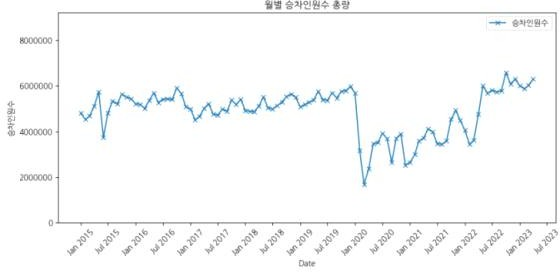 월별 승차인원수 총량
승차인원수
8000000
6000000
4000000
2000000
0
승차인원수
Jan 2015
Jul 2015
Jan 2016
Jul 2016
Jan 2017
Jul 2017
Jan 2018
Jul 2018
Jan 2019
Jul 2019
Jan 2020
Jul 2020
Jan 2021
Jul 2021
Jan 2022
Jul 2022
Jan 2023
Jul 2023
Date